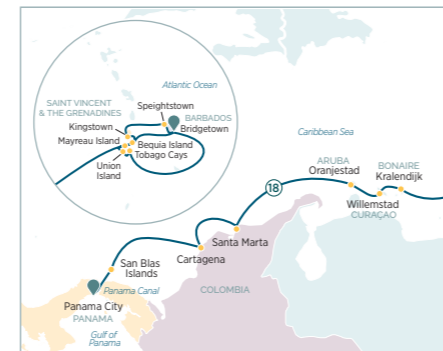 Atlantic Ocean
SAINT VINCENT
& THE GRENADINES
Speightstown
BARBADOS
Bridgetown
Kingstown
Mayreau Island
Bequia Island
Tobago Cays
Union
Island
Caribbean Sea
ARUBA
Oranjestad
BONAIRE
Kralendijk
18
Willemstad
CURAÇAO
Santa Marta
Cartagena
San Blas
Islands
COLOMBIA
Panama Canal
Panama City
PANAMA
Gulf of
Panama